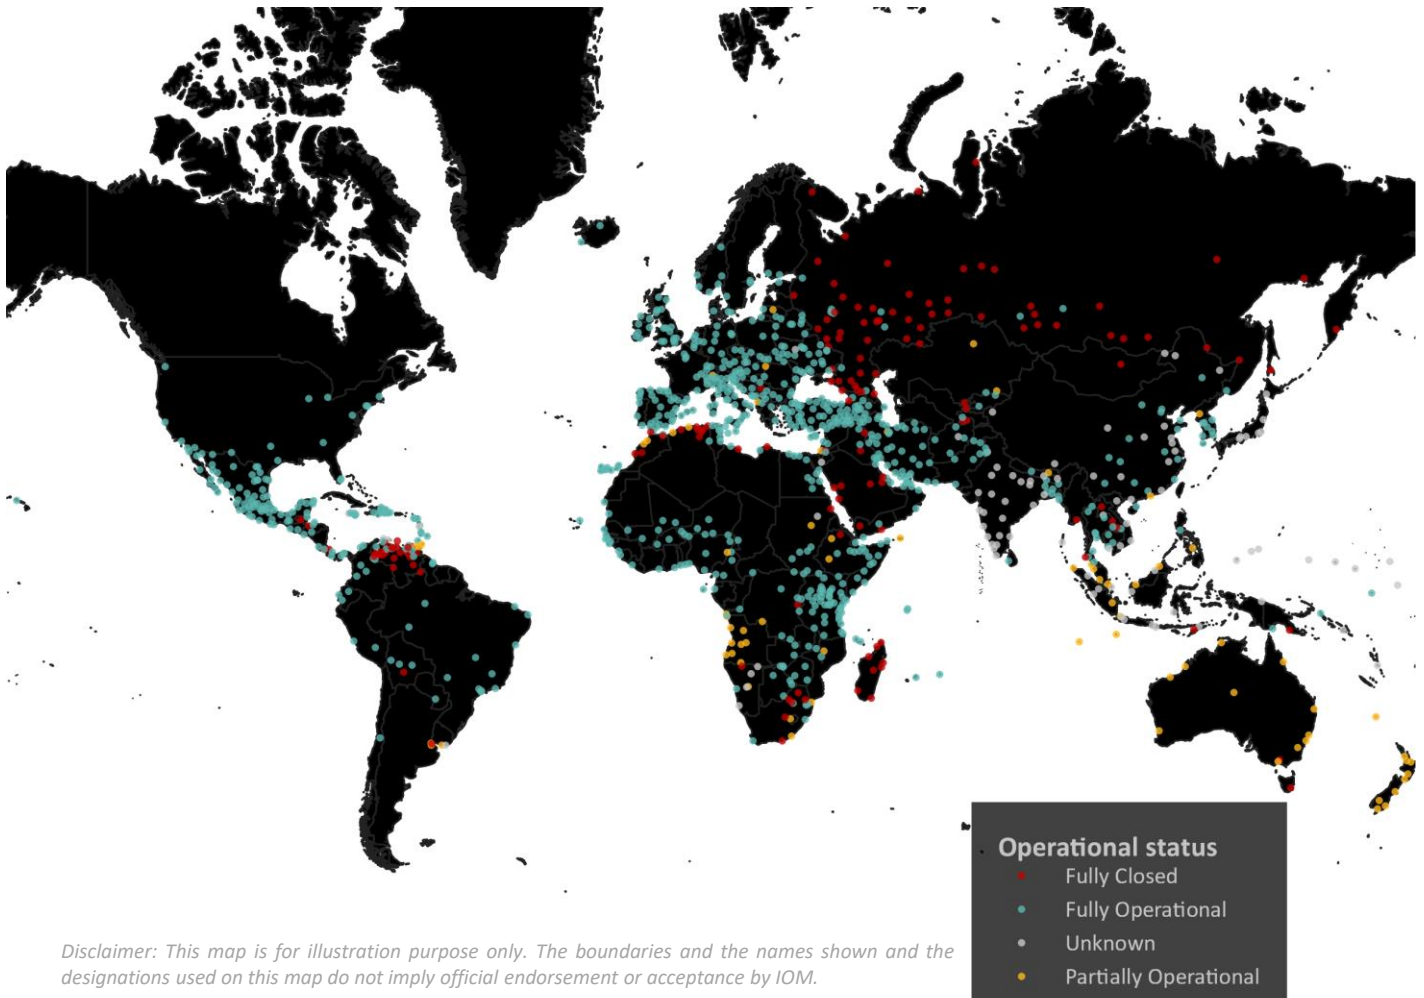 Operational status
Fully Closed
Fully Operational
Unknown
Partially Operational
Disclaimer: This map is for illustration purpose only. The boundaries and the names shown and the
designations used on this map do not imply official endorsement or acceptance by IOM.